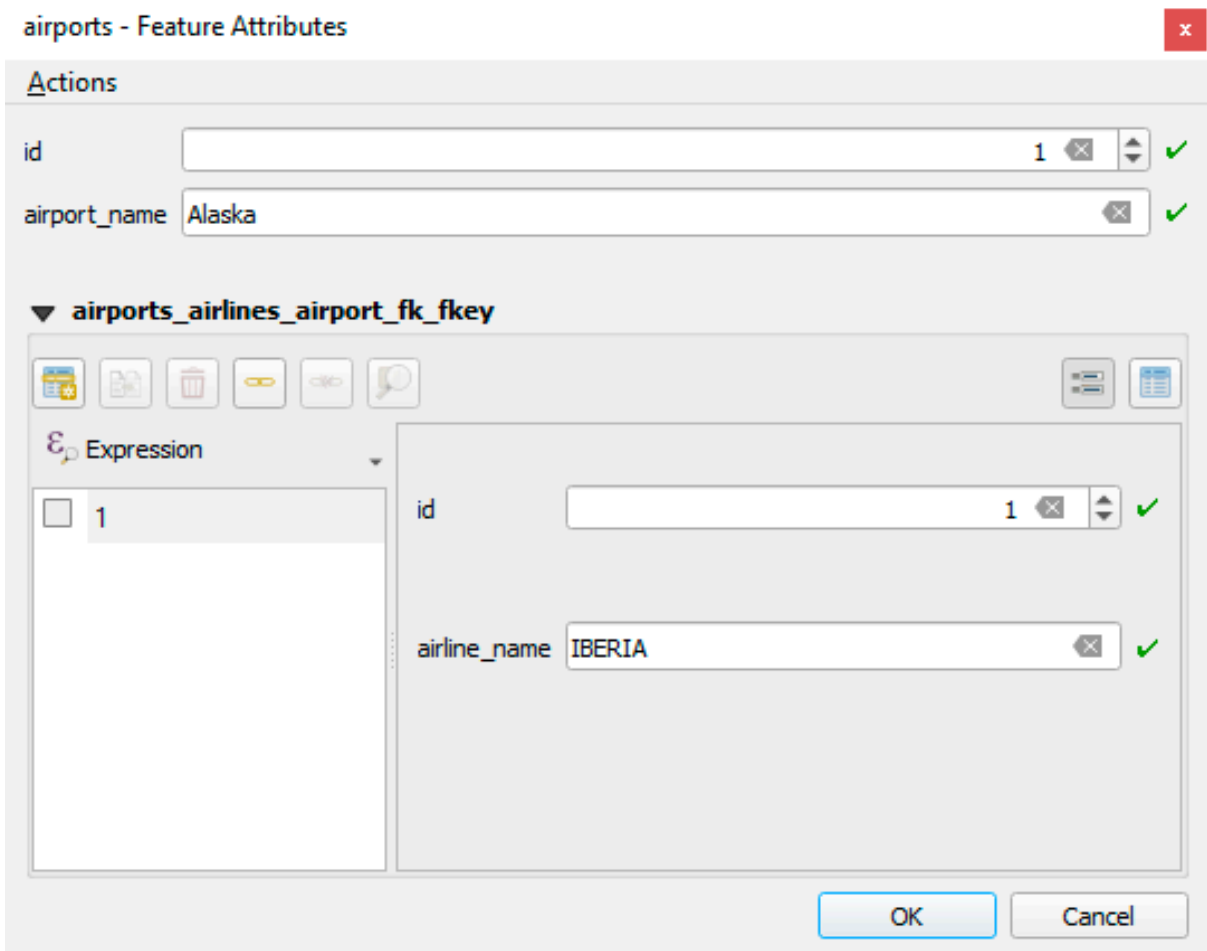 airports - Feature Attributes
x
Actions
id 1
airport_name Alaska
airports_airlines_airport_fk_fkey
Expression
1
id 1
airline_name IBERIA
OK Cancel